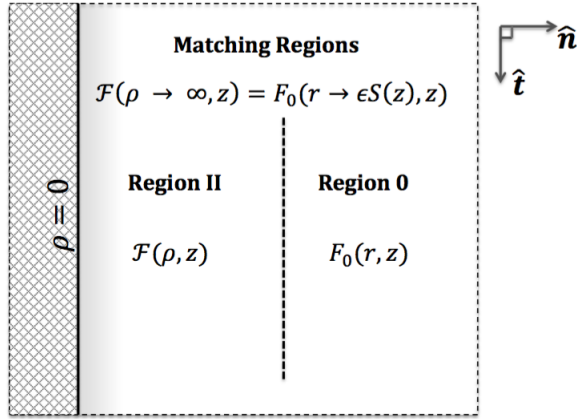 Matching Regions
ℱ(ρ → ∞, z) = F₀(r → ϵS(z), z)
Region II
Region 0
ℱ(ρ, z)
F₀(r, z)
ρ = 0
n̂
t̂